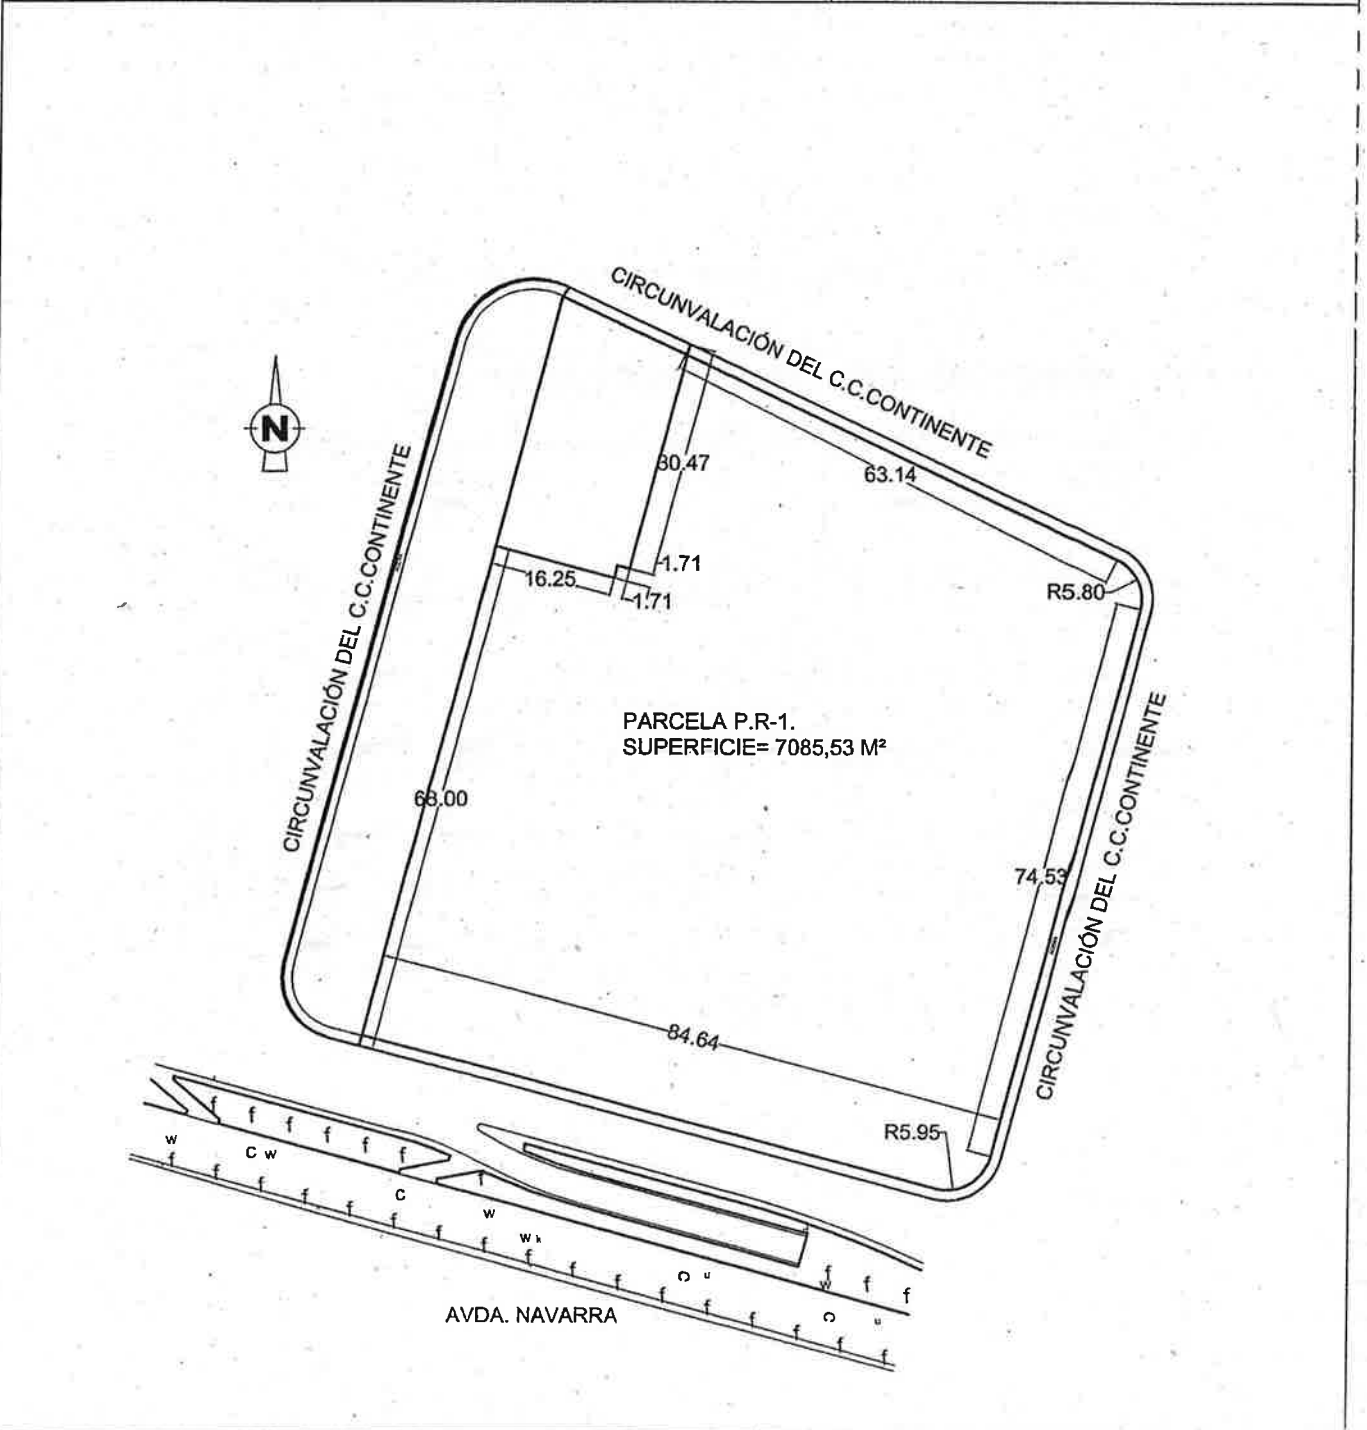 CIRCUNVALACIÓN DEL C.C.CONTINENTE
N
CIRCUNVALACIÓN DEL C.C.CONTINENTE
30.47
63.14
1.71
16.25
1.71
R5.80
PARCELA P.R-1.
SUPERFICIE= 7085,53 M²
68.00
74.53
CIRCUNVALACIÓN DEL C.C.CONTINENTE
84.64
R5.95
f f f f f f
w C w
f f f f f f f f f f f f f f f f f
C
f
w
w k
C u
f f f
w
C u
AVDA. NAVARRA